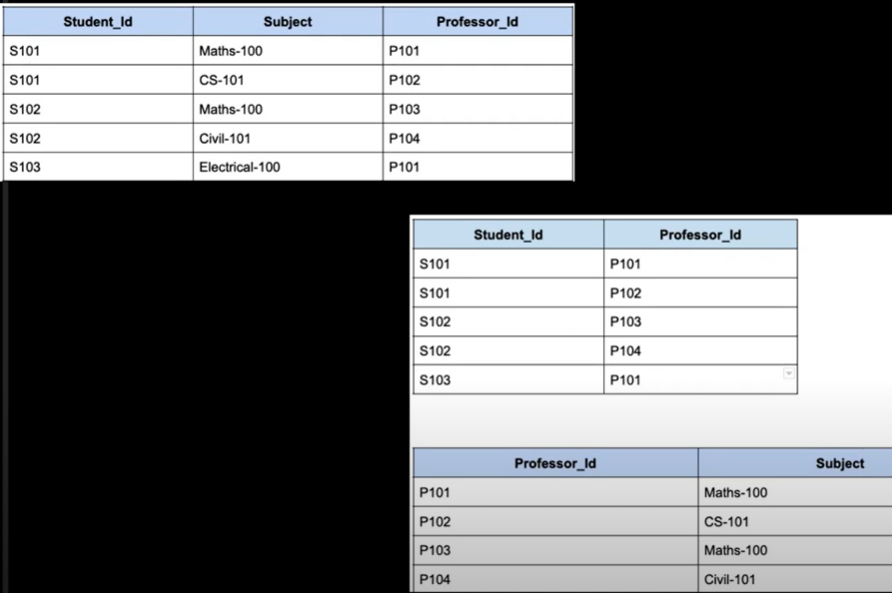 Student_Id Subject Professor_Id
S101 Maths-100 P101
S101 CS-101 P102
S102 Maths-100 P103
S102 Civil-101 P104
S103 Electrical-100 P101
Student_Id Professor_Id
S101 P101
S101 P102
S102 P103
S102 P104
S103 P101
Professor_Id Subject
P101 Maths-100
P102 CS-101
P103 Maths-100
P104 Civil-101